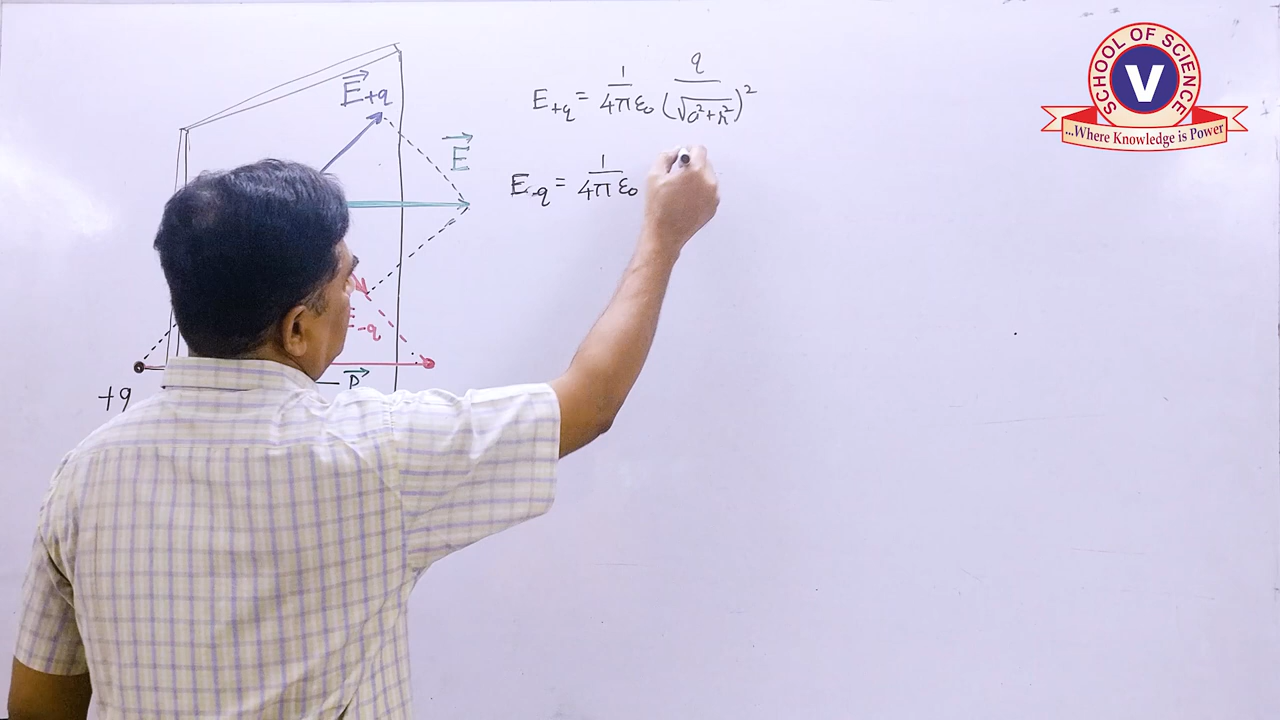 E⃗+q
E⃗
E-q
+q
P⃗
E+q = 1/4πε₀ q/(√a²+r²)²
E-q = 1/4πε₀
SCHOOL OF SCIENCE
V
...Where Knowledge is Power